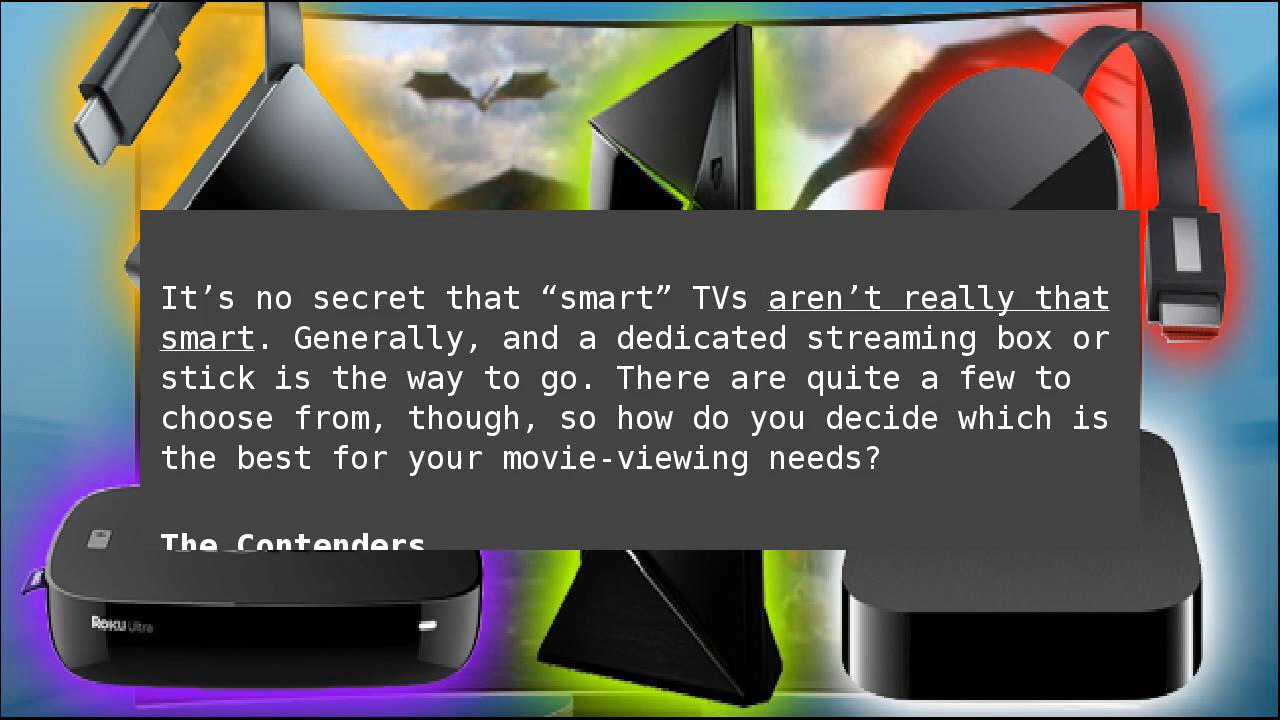 It’s no secret that “smart” TVs aren’t really that
smart. Generally, and a dedicated streaming box or
stick is the way to go. There are quite a few to
choose from, though, so how do you decide which is
the best for your movie-viewing needs?
The Contenders
Roku Ultra